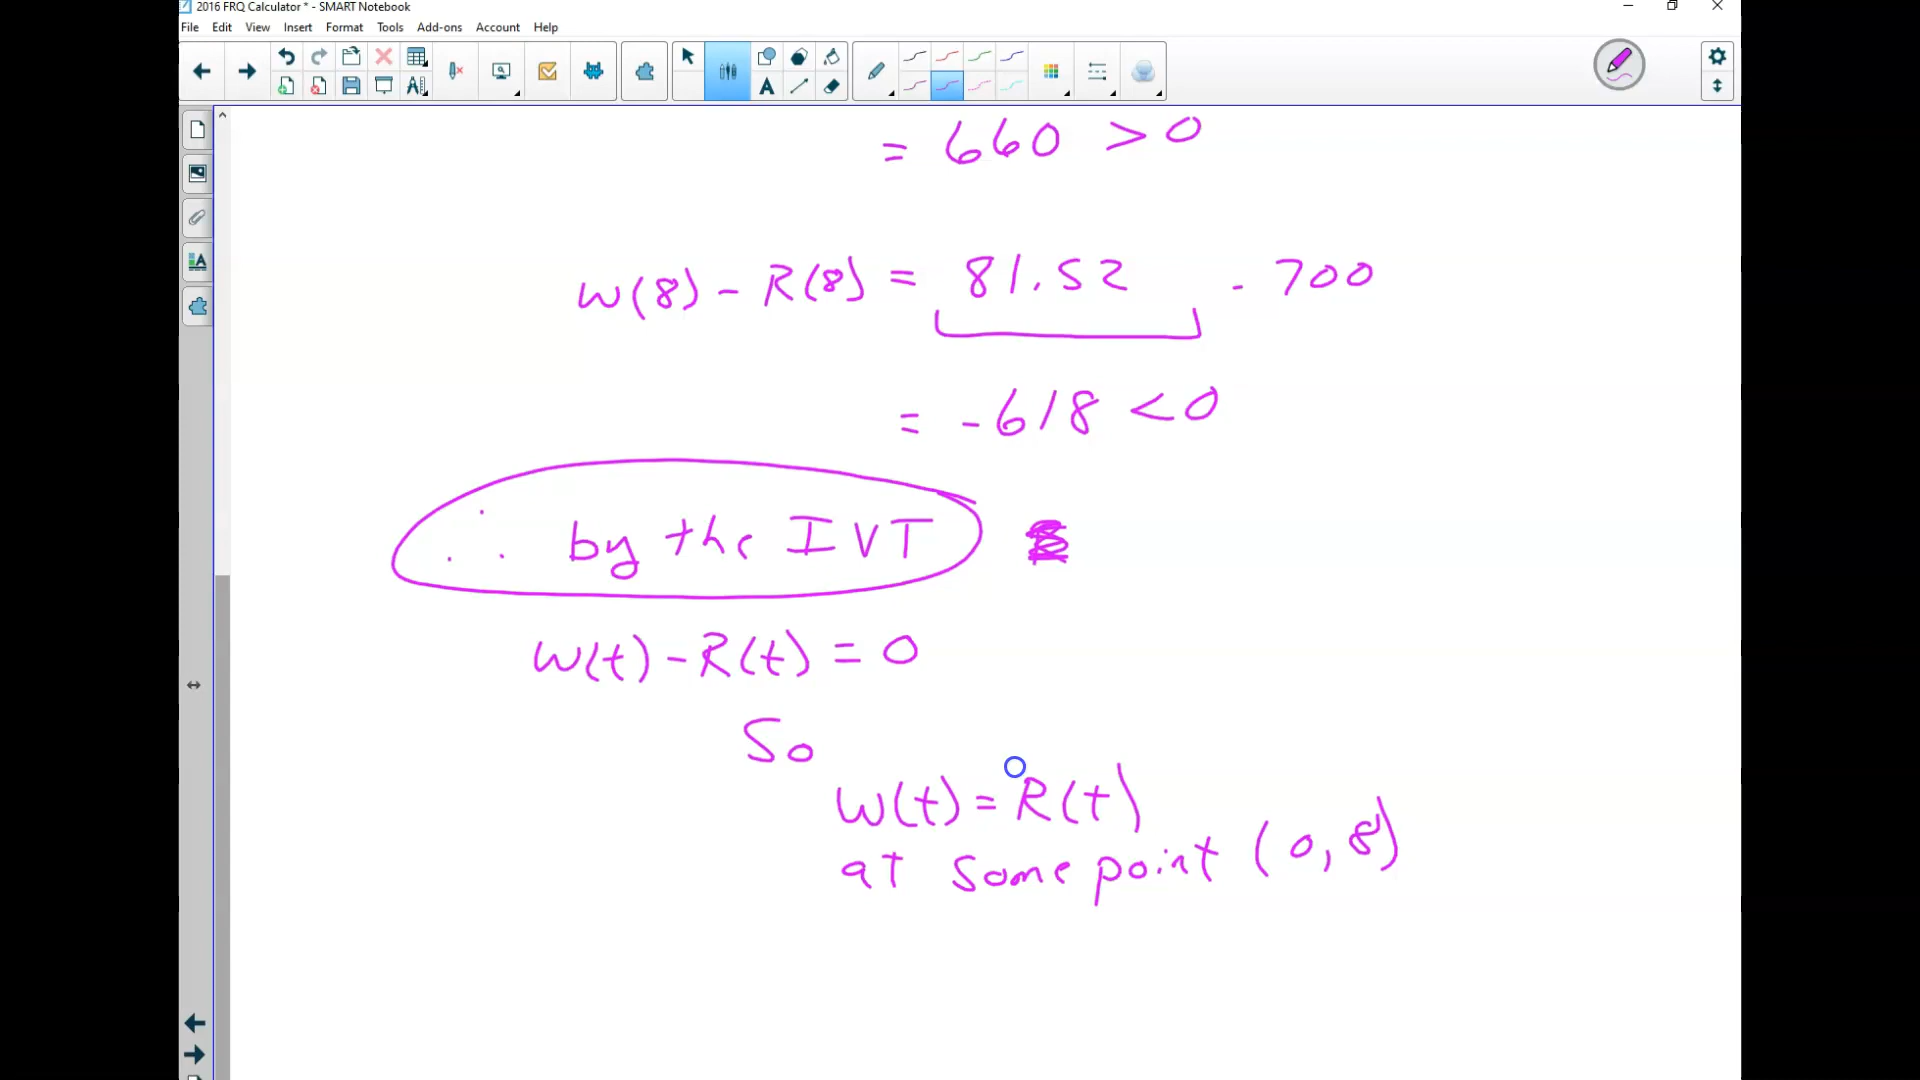 2016 FRQ Calculator * - SMART Notebook
File Edit View Insert Format Tools Add-ons Account Help
= 660 > 0
W(8) - R(8) = 81.52 - 700
= -618 < 0
∴ by the IVT
W(t) - R(t) = 0
So
W(t) = R(t)
at some point (0, 8)